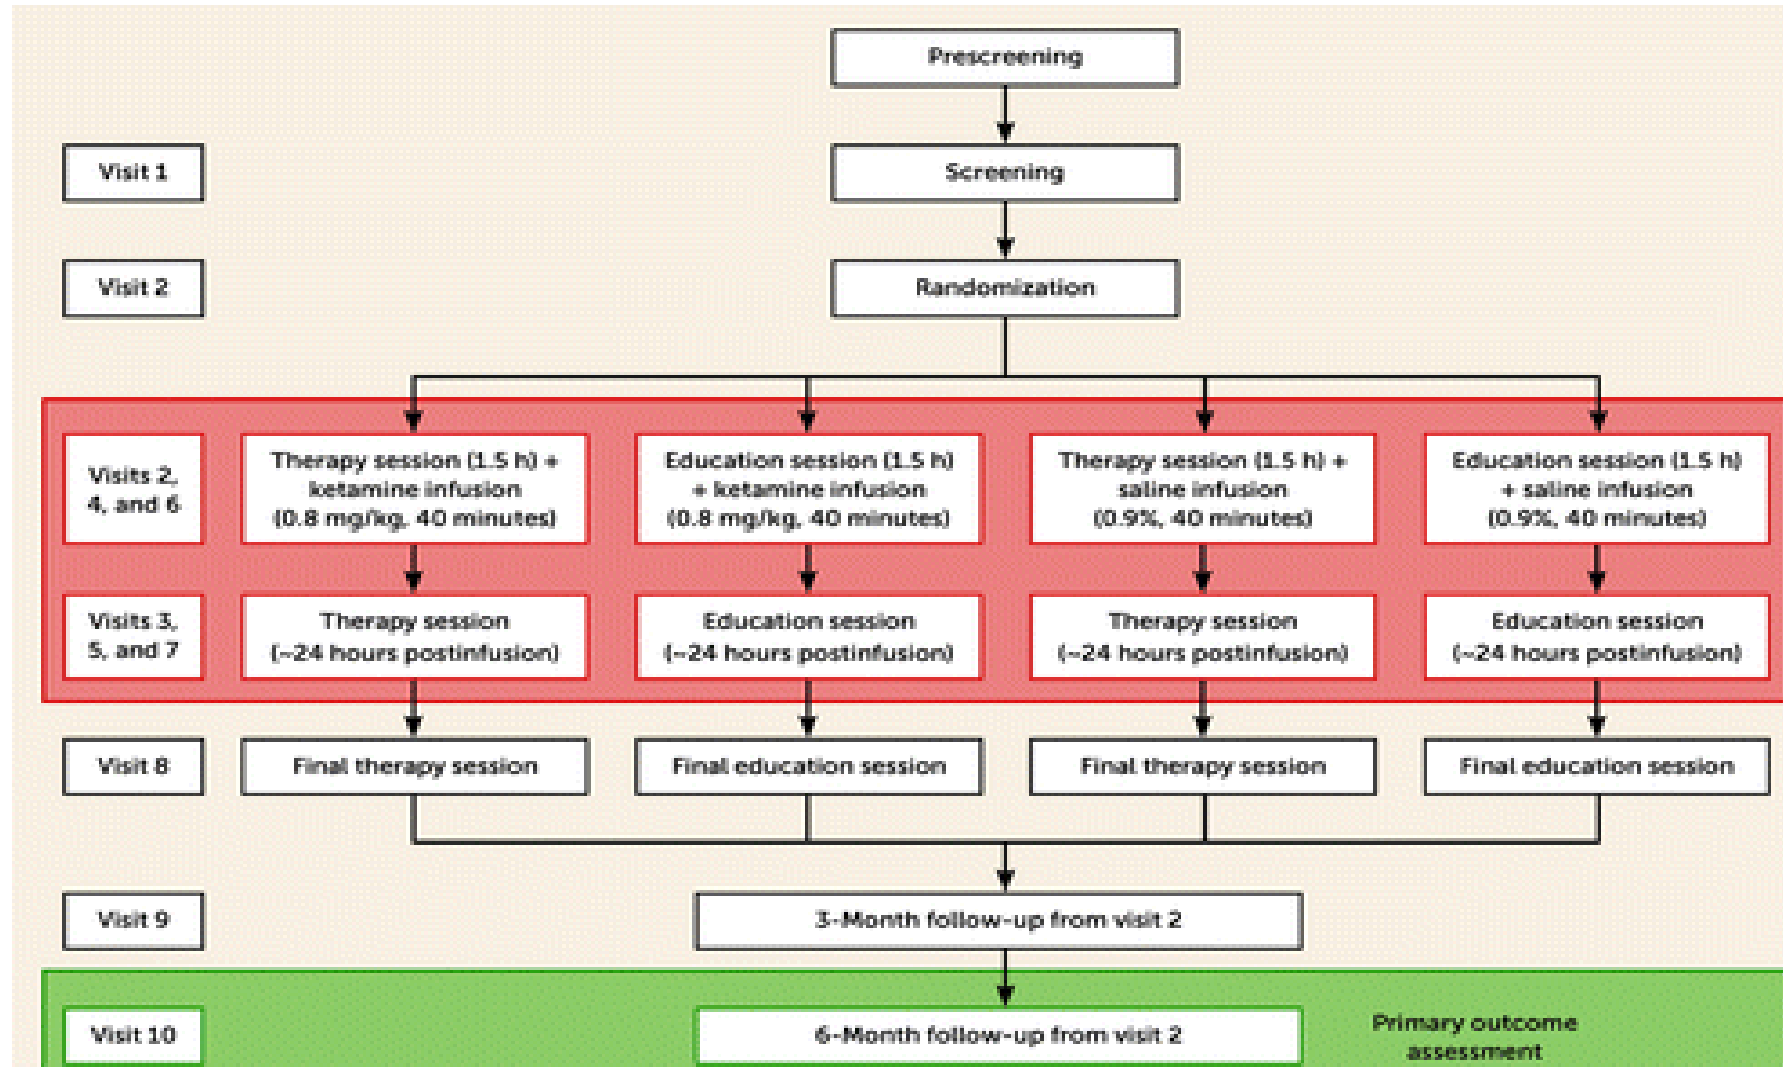 Prescreening
Visit 1
Screening
Visit 2
Randomization
Visits 2,
4, and 6
Therapy session (1.5 h) +
ketamine infusion
(0.8 mg/kg, 40 minutes)
Education session (1.5 h)
+ ketamine infusion
(0.8 mg/kg, 40 minutes)
Therapy session (1.5 h) +
saline infusion
(0.9%, 40 minutes)
Education session (1.5 h)
+ saline infusion
(0.9%, 40 minutes)
Visits 3,
5, and 7
Therapy session
(~24 hours postinfusion)
Education session
(~24 hours postinfusion)
Therapy session
(~24 hours postinfusion)
Education session
(~24 hours postinfusion)
Visit 8
Final therapy session
Final education session
Final therapy session
Final education session
Visit 9
3-Month follow-up from visit 2
Visit 10
6-Month follow-up from visit 2
Primary outcome
assessment